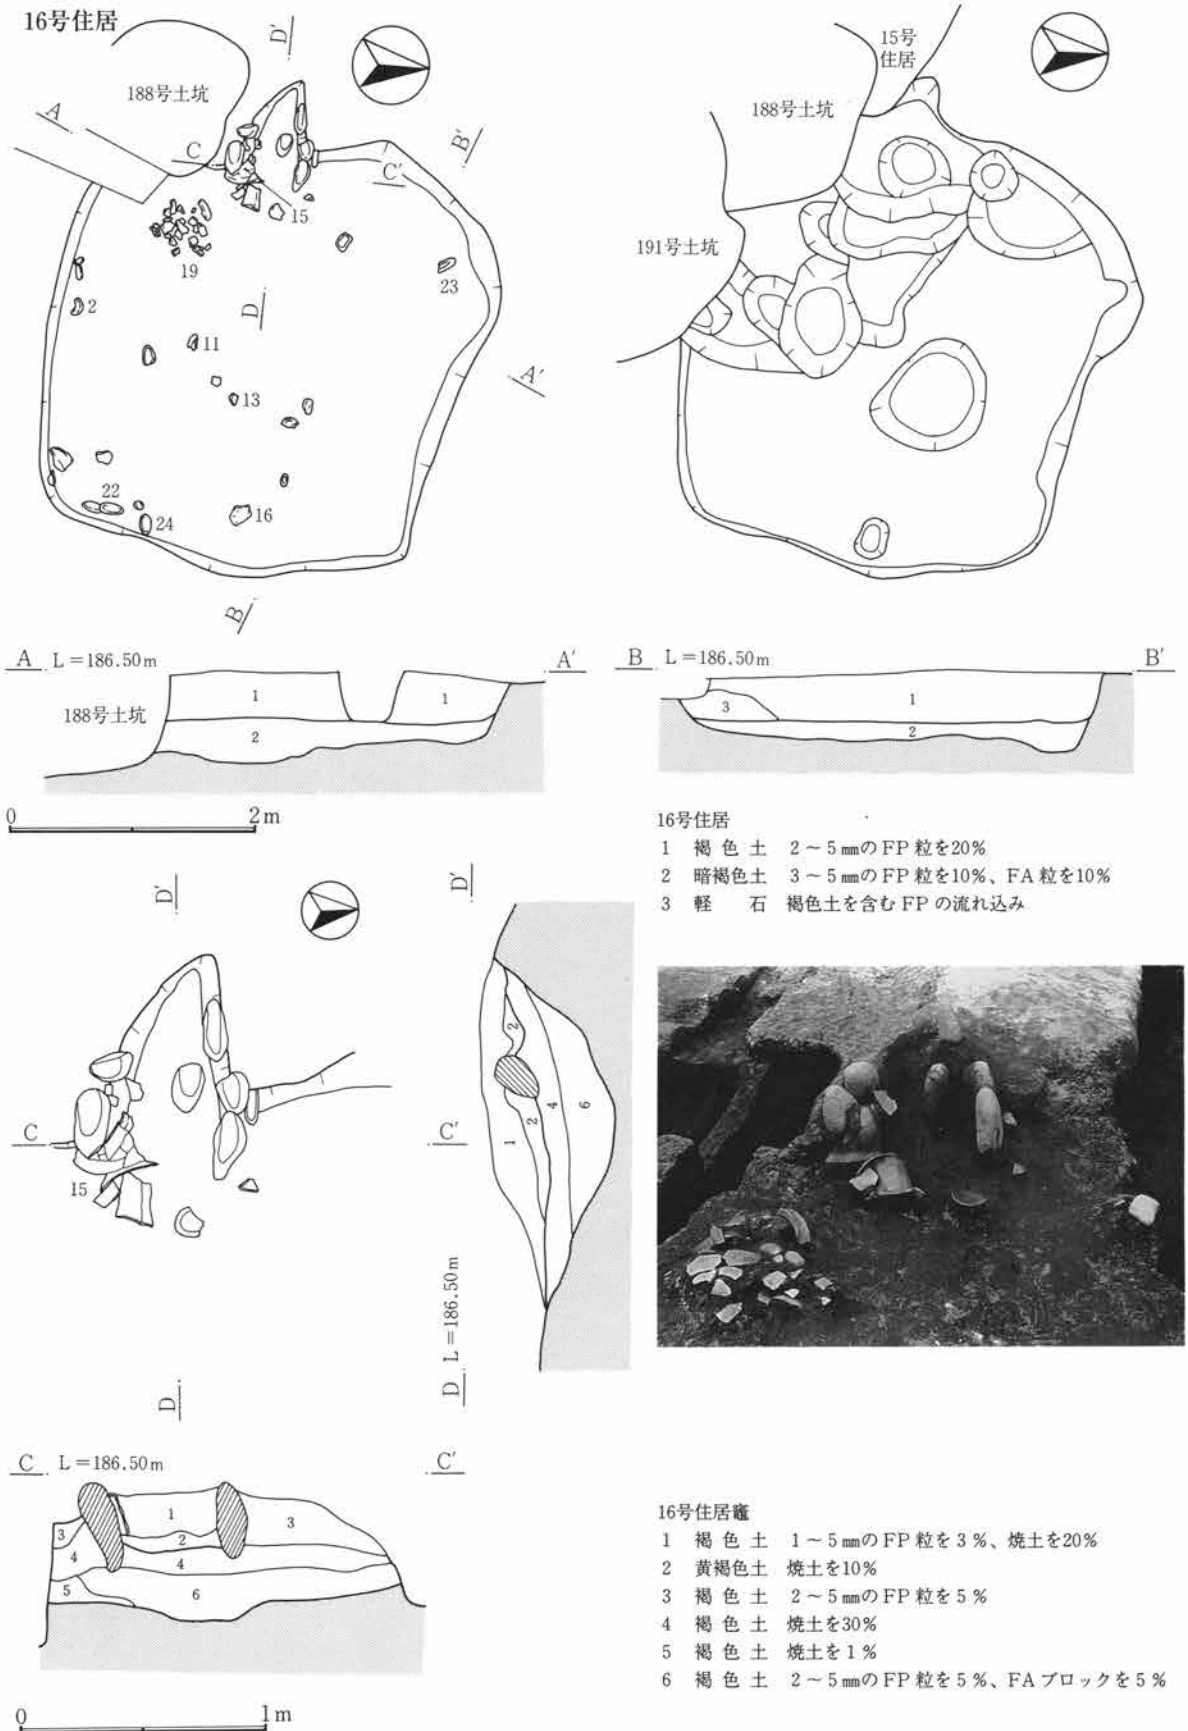 16号住居
D′
188号土坑
A
C
C′
B′
15
19
2
D
23
11
A′
13
22
24
16
B
15号
住居
188号土坑
191号土坑
A L=186.50m A′
1
1
188号土坑
2
B L=186.50m B′
3
1
2
0 2m
16号住居
1 褐色土 2~5㎜のFP粒を20%
2 暗褐色土 3~5㎜のFP粒を10%、FA粒を10%
3 軽石 褐色土を含むFPの流れ込み
D′
C
C′
15
D
D′
2
1
2
4
6
D L=186.50m
C L=186.50m C′
1
3
3
2
4
4
5
6
0 1m
16号住居竈
1 褐色土 1~5㎜のFP粒を3%、焼土を20%
2 黄褐色土 焼土を10%
3 褐色土 2~5㎜のFP粒を5%
4 褐色土 焼土を30%
5 褐色土 焼土を1%
6 褐色土 2~5㎜のFP粒を5%、FAブロックを5%